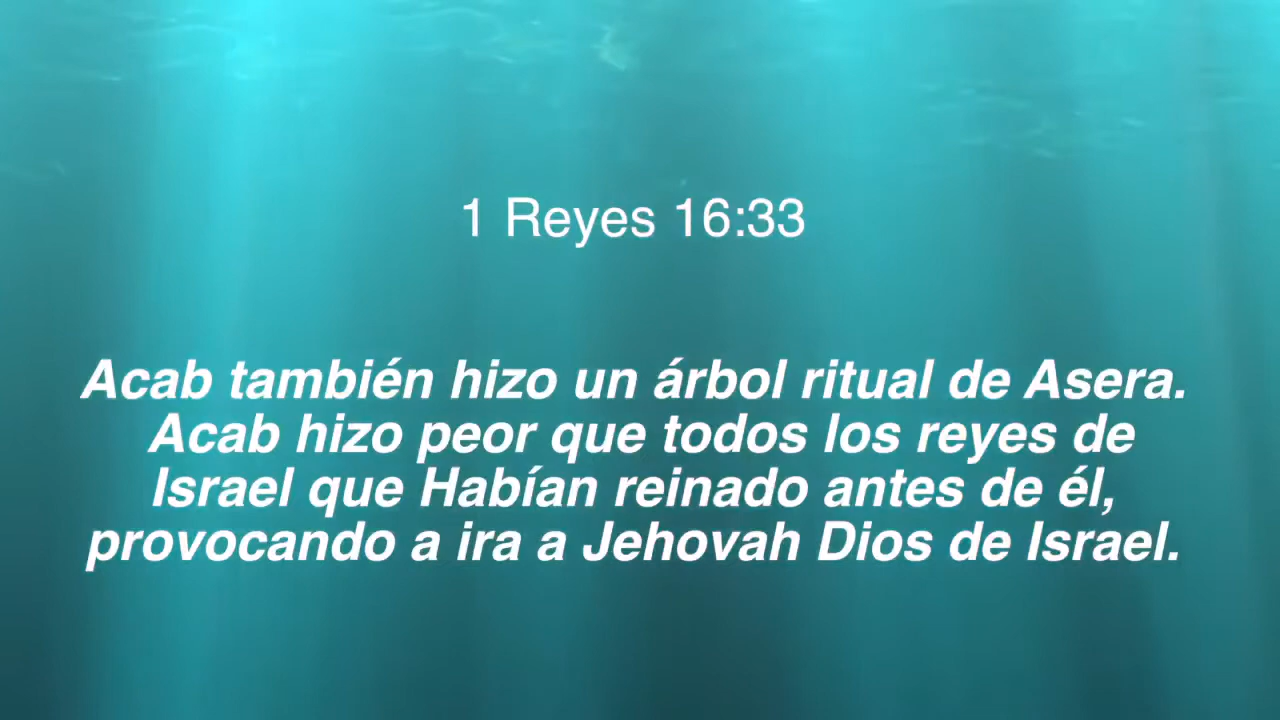 1 Reyes 16:33
Acab también hizo un árbol ritual de Asera.
Acab hizo peor que todos los reyes de
Israel que Habían reinado antes de él,
provocando a ira a Jehovah Dios de Israel.